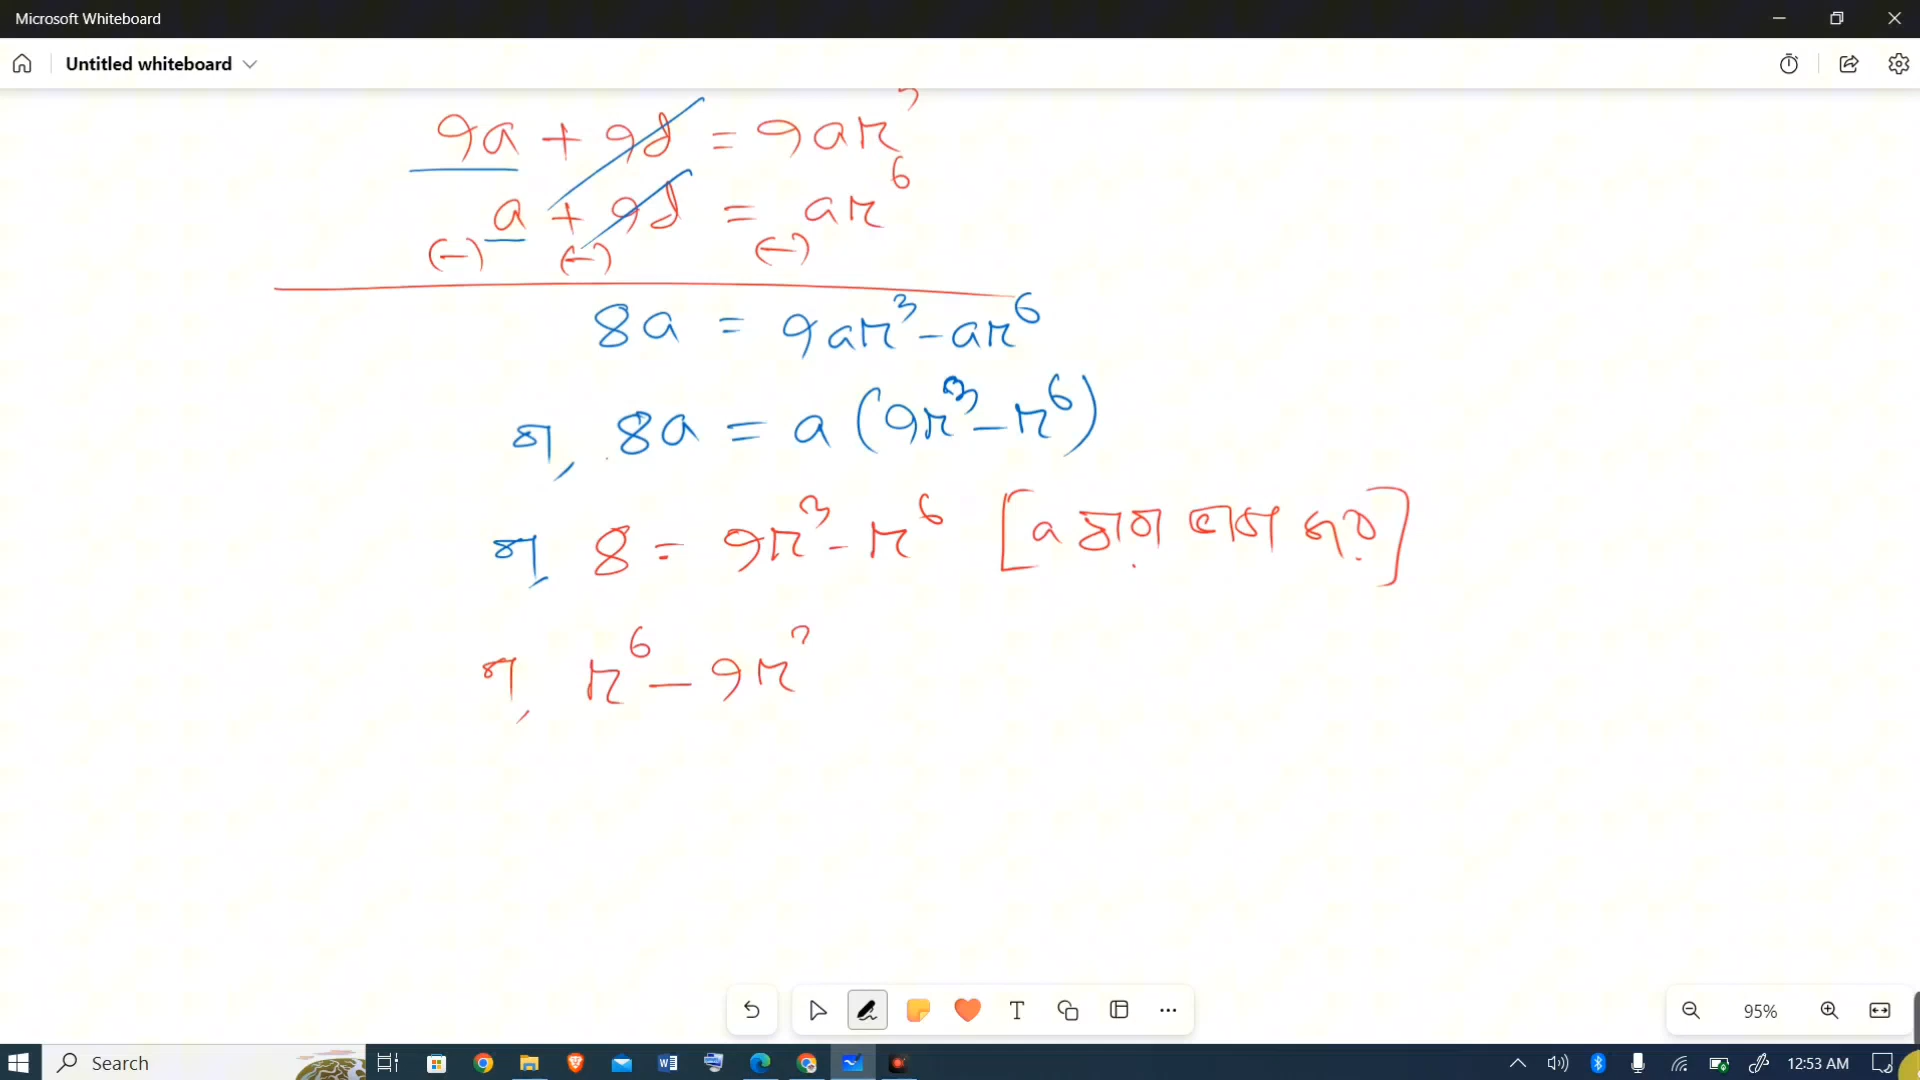 Microsoft Whiteboard
Untitled whiteboard
9a + 9d = 9ar³
a + 9d = ar⁶
(-) (-) (-)
8a = 9ar³ - ar⁶
বা, 8a = a (9r³ - r⁶)
বা, 8 = 9r³ - r⁶ [a দ্বারা ভাগ করে]
বা, r⁶ - 9r³
95%
Search
12:53 AM